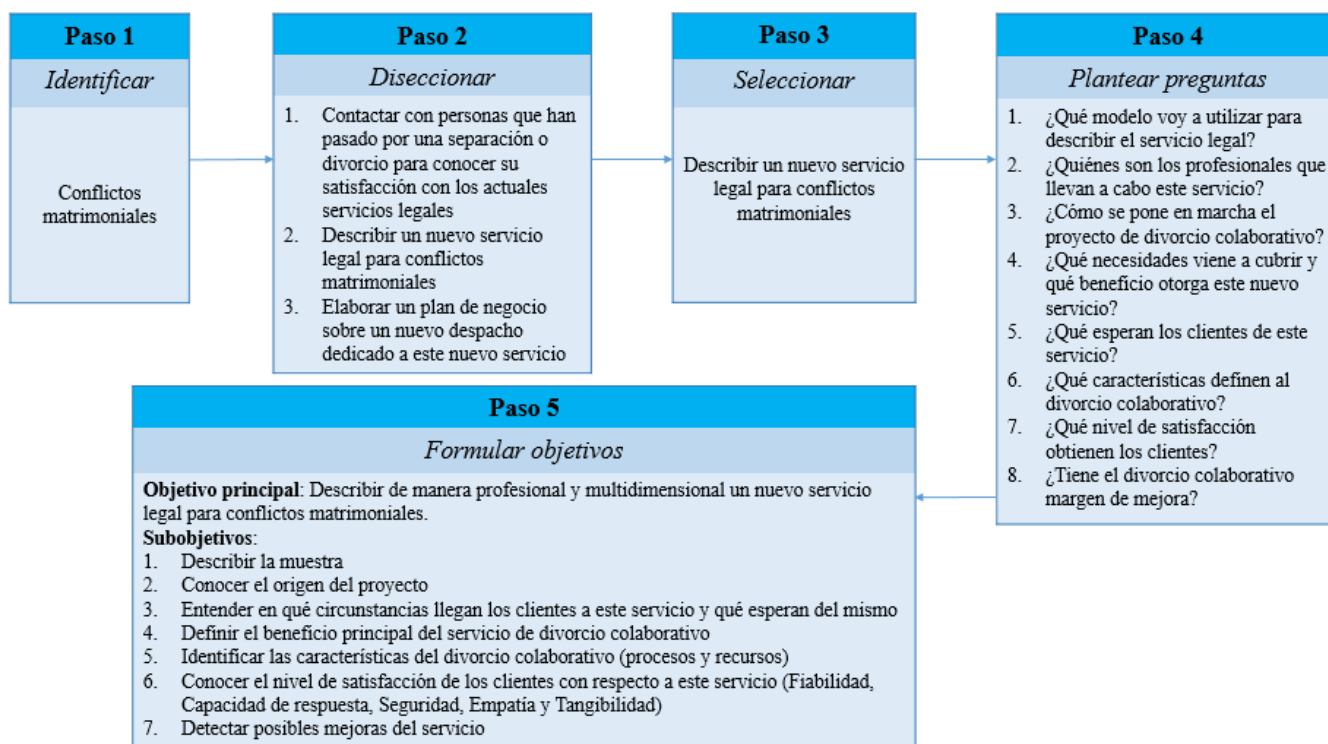 Paso 1
Identificar
Conflictos
matrimoniales
Paso 2
Diseccionar
1. Contactar con personas que han
pasado por una separación o
divorcio para conocer su
satisfacción con los actuales
servicios legales
2. Describir un nuevo servicio
legal para conflictos
matrimoniales
3. Elaborar un plan de negocio
sobre un nuevo despacho
dedicado a este nuevo servicio
Paso 3
Seleccionar
Describir un nuevo servicio
legal para conflictos
matrimoniales
Paso 4
Plantear preguntas
1. ¿Qué modelo voy a utilizar para
describir el servicio legal?
2. ¿Quiénes son los profesionales que
llevan a cabo este servicio?
3. ¿Cómo se pone en marcha el
proyecto de divorcio colaborativo?
4. ¿Qué necesidades viene a cubrir y
qué beneficio otorga este nuevo
servicio?
5. ¿Qué esperan los clientes de este
servicio?
6. ¿Qué características definen al
divorcio colaborativo?
7. ¿Qué nivel de satisfacción
obtienen los clientes?
8. ¿Tiene el divorcio colaborativo
margen de mejora?
Paso 5
Formular objetivos
Objetivo principal: Describir de manera profesional y multidimensional un nuevo servicio
legal para conflictos matrimoniales.
Subobjetivos:
1. Describir la muestra
2. Conocer el origen del proyecto
3. Entender en qué circunstancias llegan los clientes a este servicio y qué esperan del mismo
4. Definir el beneficio principal del servicio de divorcio colaborativo
5. Identificar las características del divorcio colaborativo (procesos y recursos)
6. Conocer el nivel de satisfacción de los clientes con respecto a este servicio (Fiabilidad,
Capacidad de respuesta, Seguridad, Empatía y Tangibilidad)
7. Detectar posibles mejoras del servicio